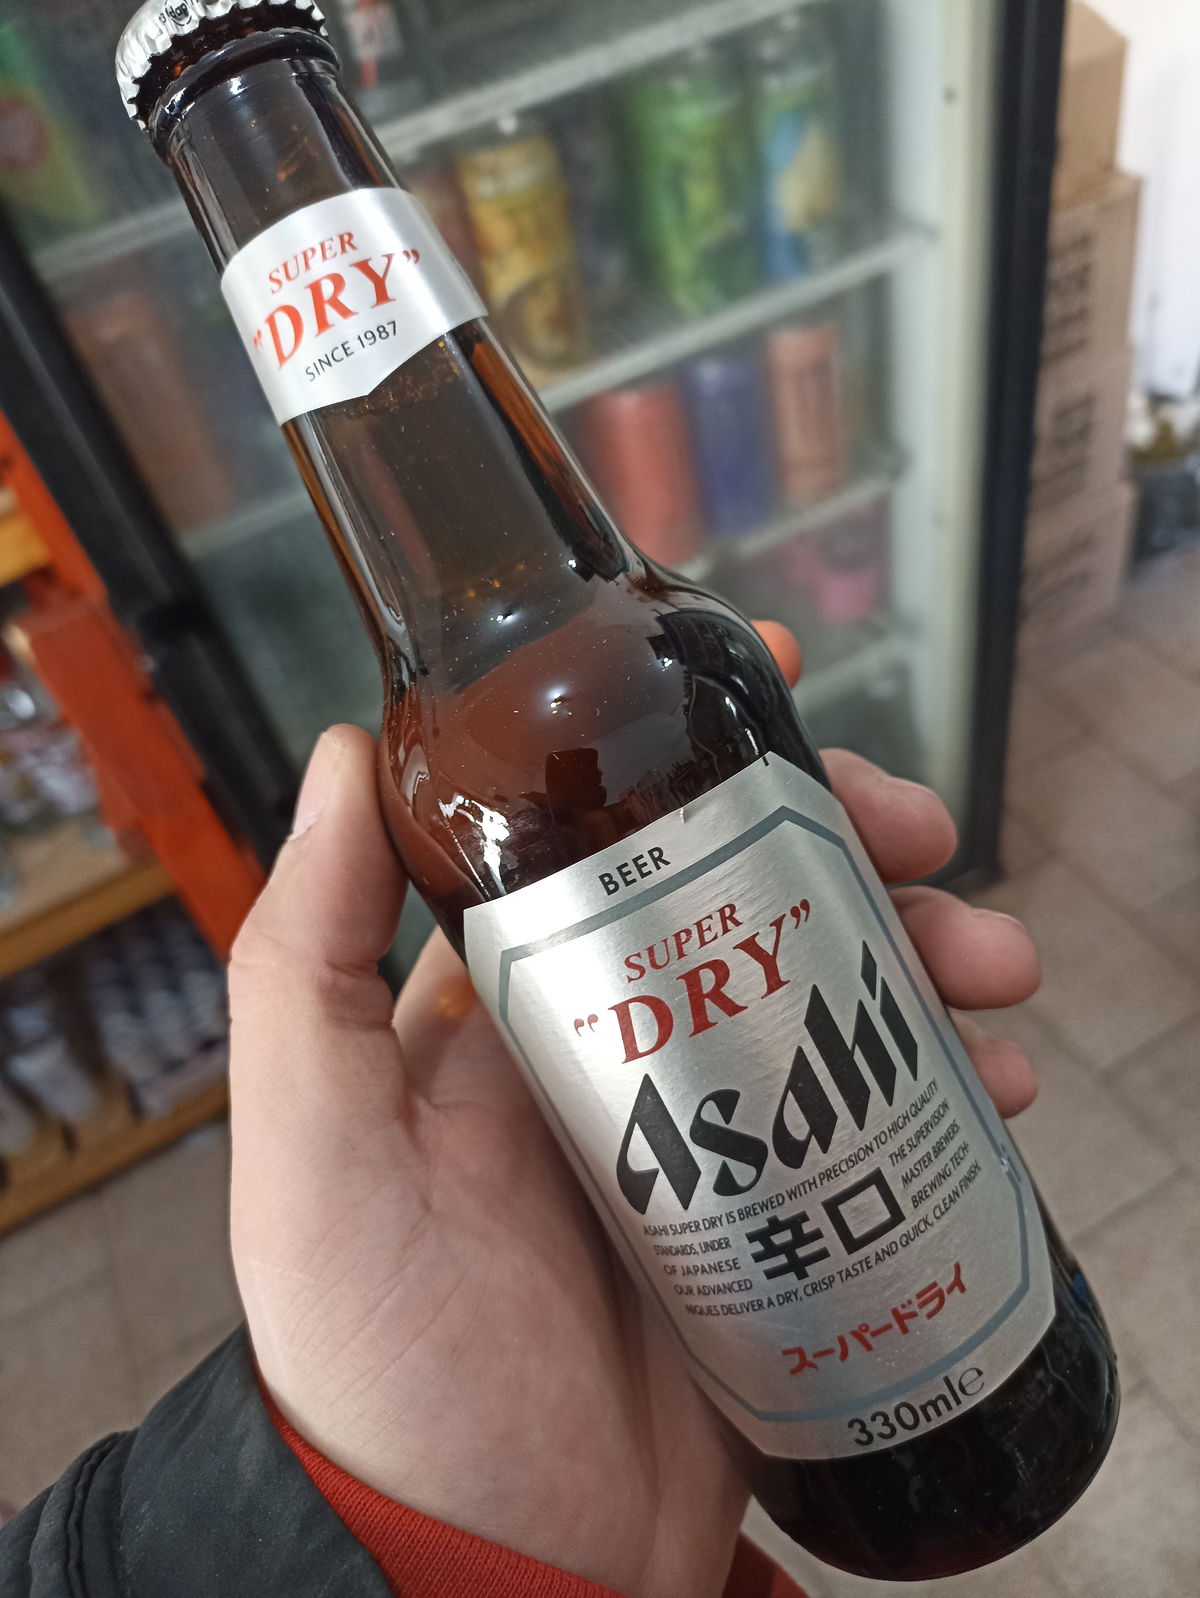 SUPER
"DRY"
SINCE 1987
BEER
SUPER
"DRY"
Asahi
ASAHI SUPER DRY IS BREWED WITH PRECISION TO HIGH QUALITY
STANDARDS, UNDER THE SUPERVISION
OF JAPANESE MASTER BREWERS.
OUR ADVANCED BREWING TECH-
NIQUES DELIVER A DRY, CRISP TASTE AND QUICK, CLEAN FINISH.
辛口
スーパードライ
330ml℮